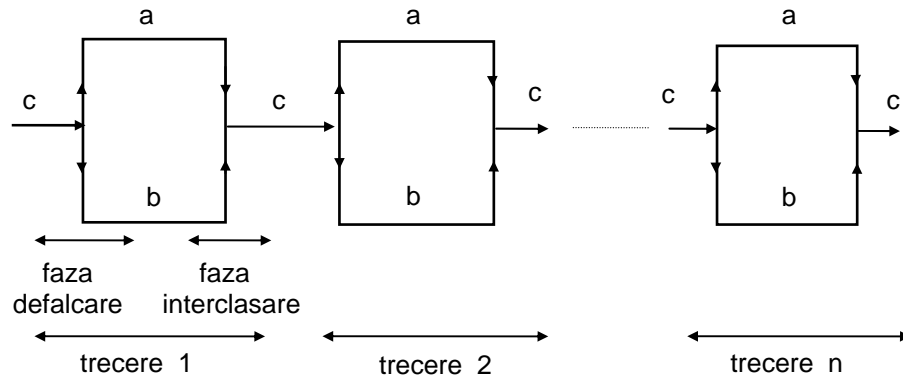 a a a
c c c c c
b b b
faza
defalcare
faza
interclasare
trecere 1 trecere 2 trecere n